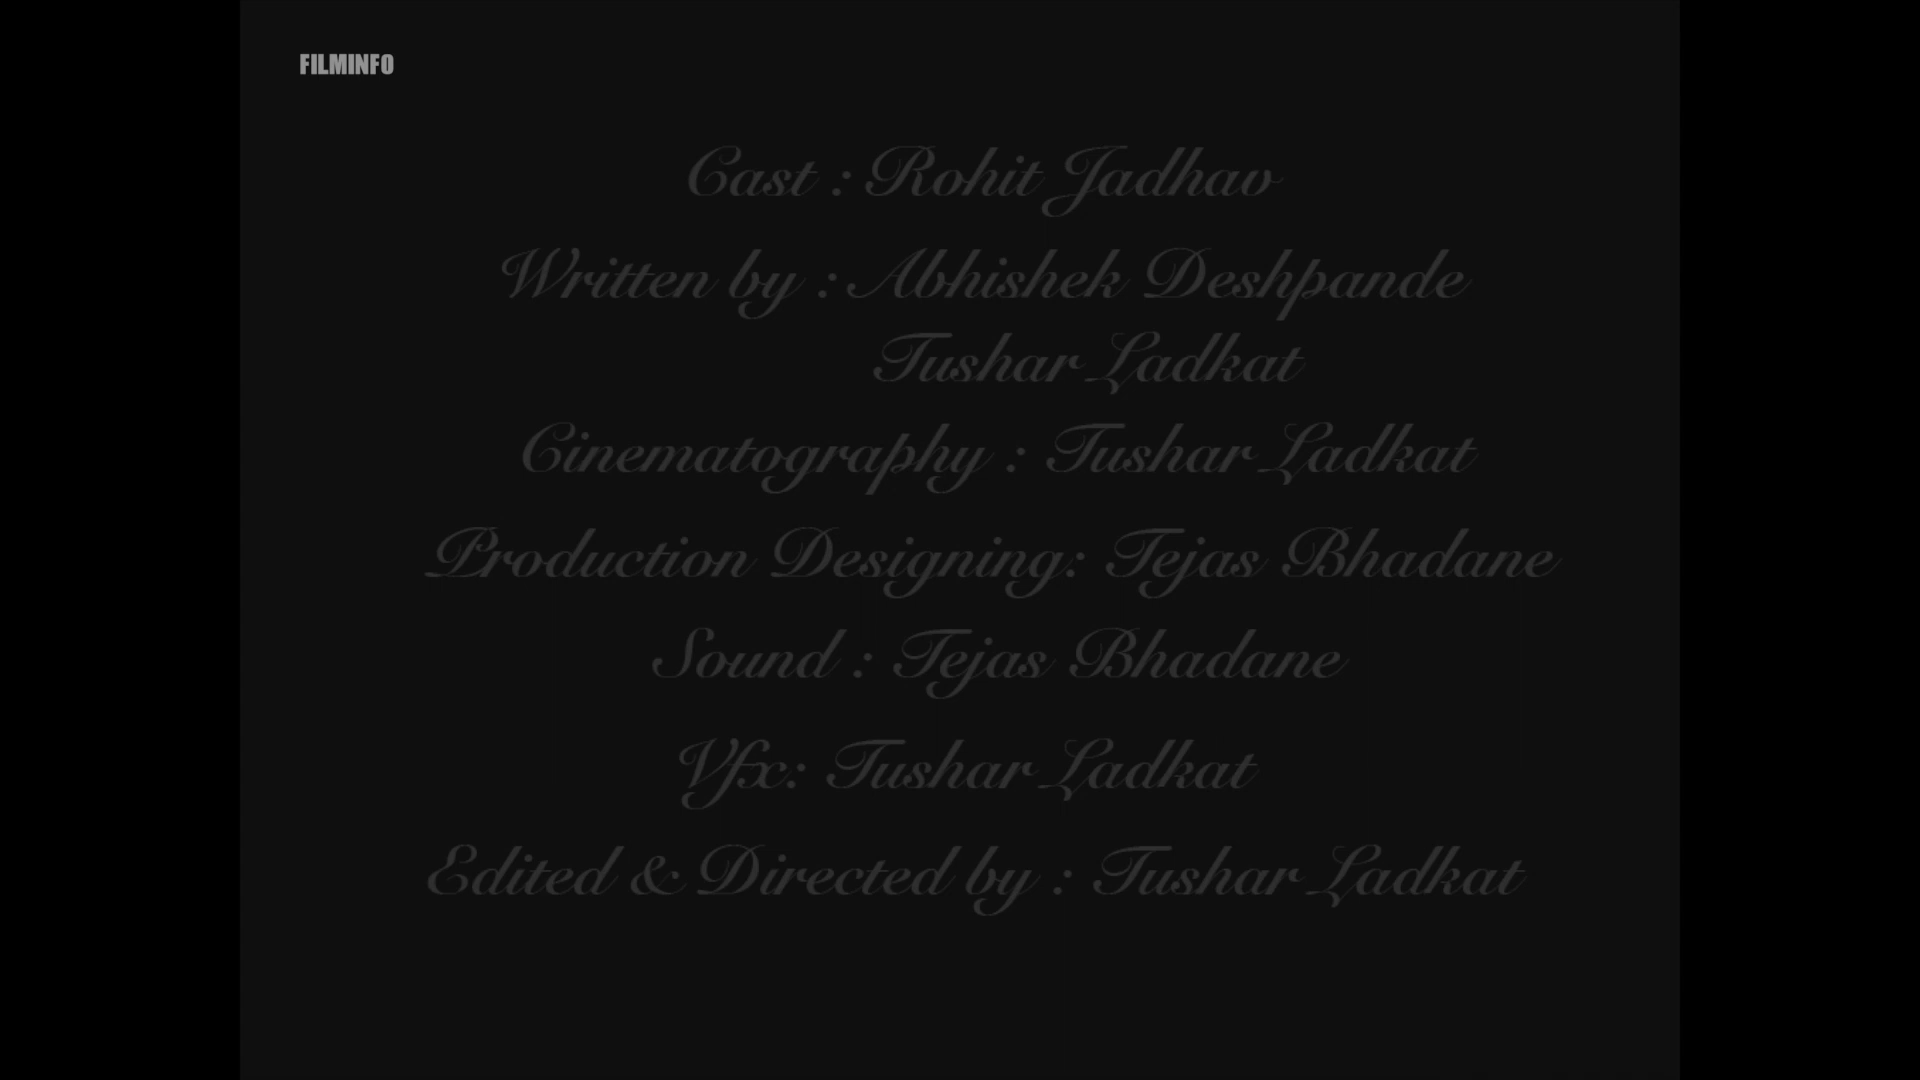 FILMINFO
Cast : Rohit Jadhav
Written by : Abhishek Deshpande
Tushar Ladkat
Cinematography : Tushar Ladkat
Production Designing: Tejas Bhadane
Sound : Tejas Bhadane
Vfx: Tushar Ladkat
Edited & Directed by : Tushar Ladkat